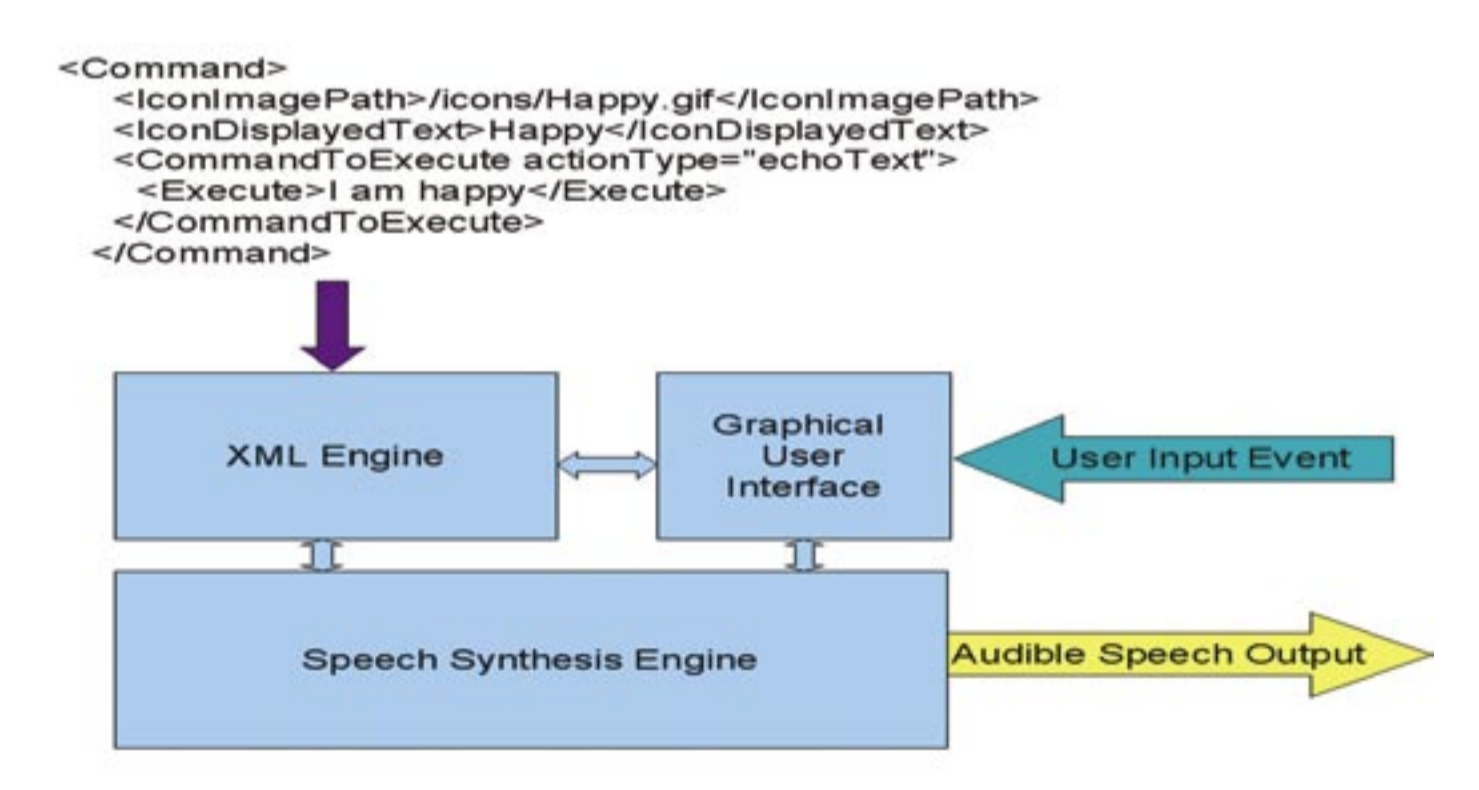 <Command>
<IconImagePath>/icons/Happy.gif</IconImagePath>
<IconDisplayedText>Happy</IconDisplayedText>
<CommandToExecute actionType="echoText">
<Execute>I am happy</Execute>
</CommandToExecute>
</Command>
XML Engine
Graphical
User
Interface
User Input Event
Speech Synthesis Engine
Audible Speech Output